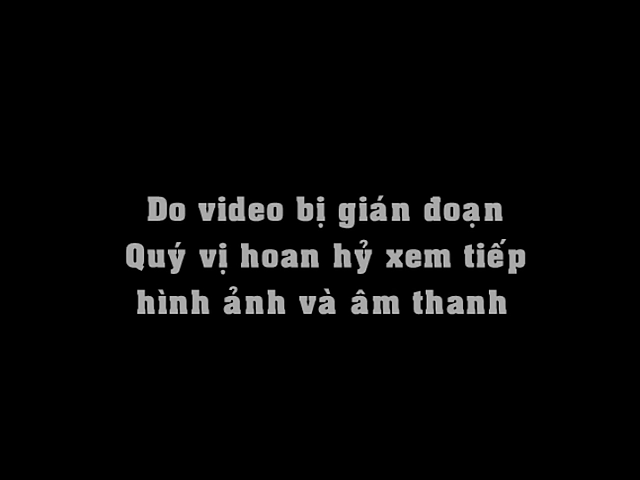 Do video bị gián đoạn
Quý vị hoan hỷ xem tiếp
hình ảnh và âm thanh